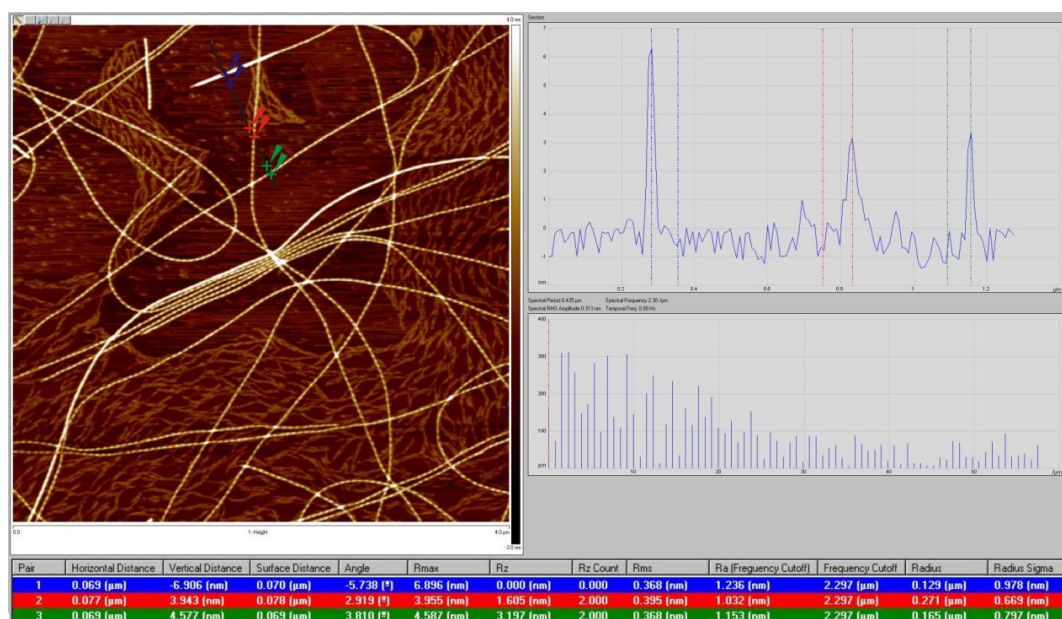 4.0 nm
-3.0 nm
0.0 1: Height 4.0 µm
Section
7
6
5
4
3
2
1
0
-1
nm
0.2 0.4 0.6 0.8 1.0 1.2 µm
Spectral Period 0.435 µm Spectral Frequency 2.30 /µm
Spectral RMS Amplitude 0.313 nm Temporal Freq: 0.00 Hz
400
300
200
100
pm
10 20 30 40 50 /µm
Pair Horizontal Distance Vertical Distance Surface Distance Angle Rmax Rz Rz Count Rms Ra (Frequency Cutoff) Frequency Cutoff Radius Radius Sigma
1 0.069 (µm) -6.906 (nm) 0.070 (µm) -5.738 (°) 6.896 (nm) 0.000 (nm) 0.000 0.368 (nm) 1.236 (nm) 2.297 (µm) 0.129 (µm) 0.978 (nm)
2 0.077 (µm) 3.943 (nm) 0.078 (µm) 2.919 (°) 3.955 (nm) 1.605 (nm) 2.000 0.395 (nm) 1.032 (nm) 2.297 (µm) 0.271 (µm) 0.669 (nm)
3 0.069 (µm) 4.577 (nm) 0.069 (µm) 3.810 (°) 4.587 (nm) 3.197 (nm) 2.000 0.368 (nm) 1.153 (nm) 2.297 (µm) 0.165 (µm) 0.797 (nm)